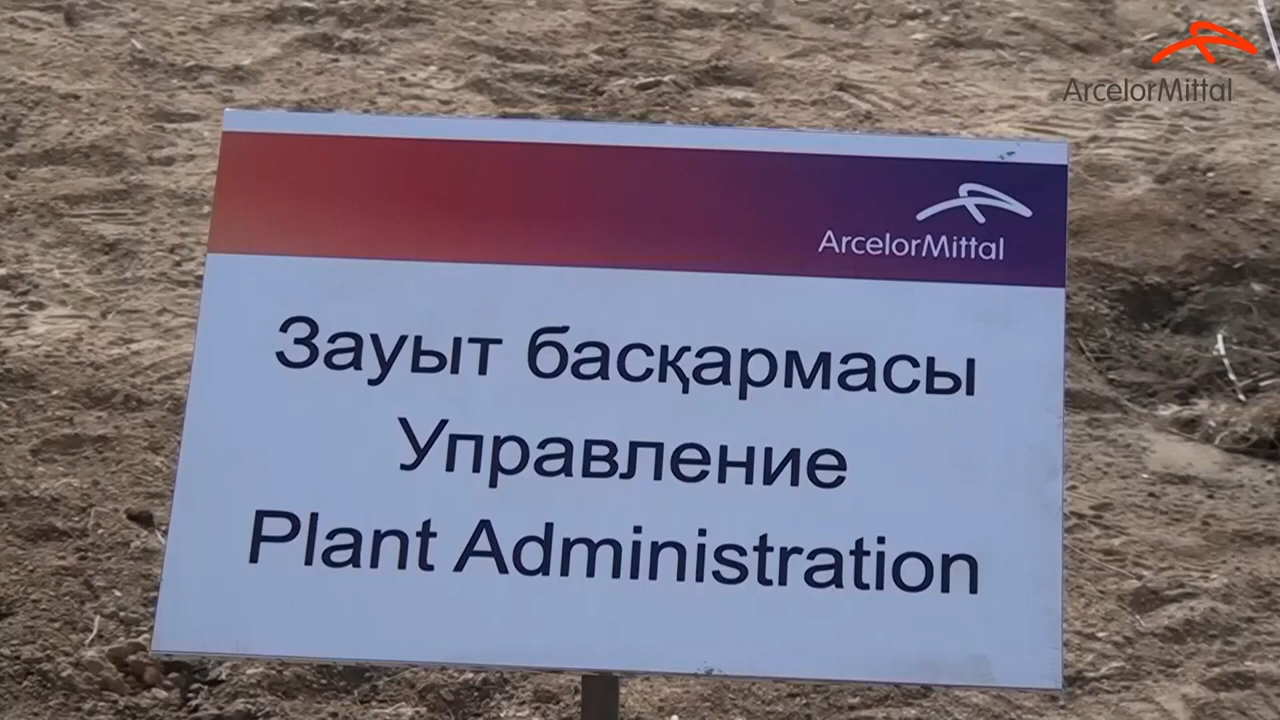 ArcelorMittal
ArcelorMittal
Зауыт басқармасы
Управление
Plant Administration